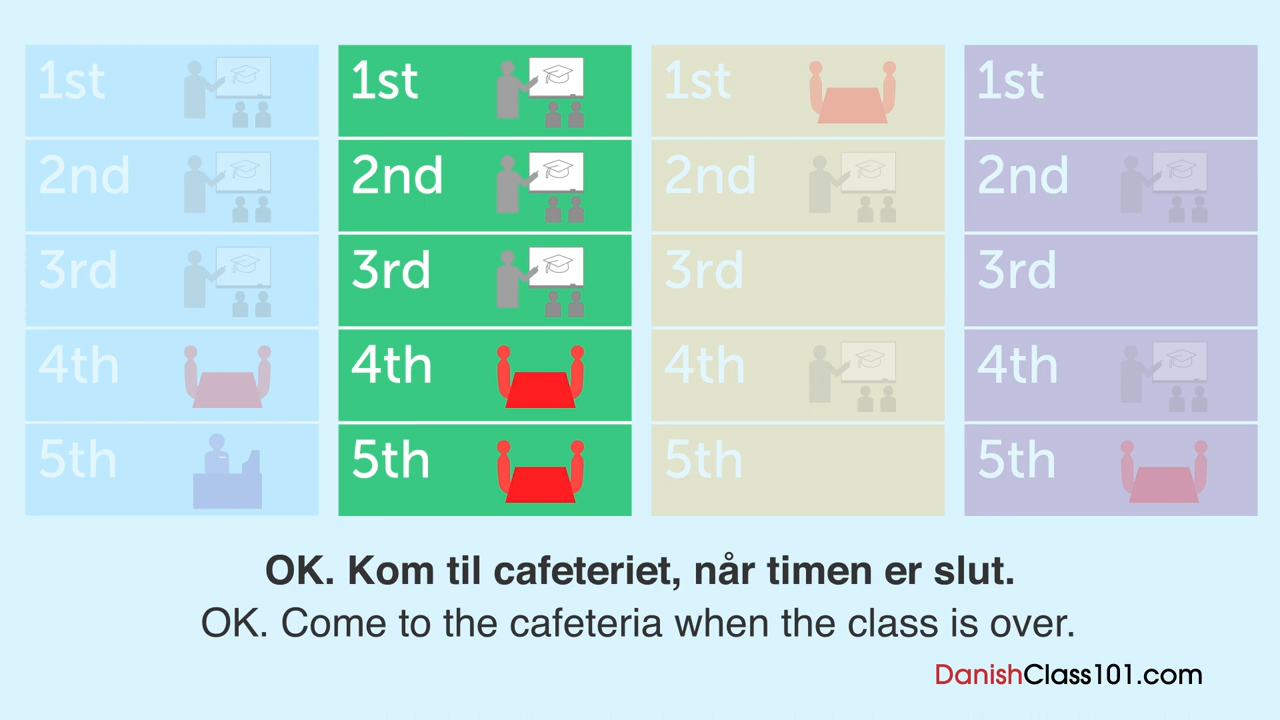 1st 1st 1st 1st
2nd 2nd 2nd 2nd
3rd 3rd 3rd 3rd
4th 4th 4th 4th
5th 5th 5th 5th
OK. Kom til cafeteriet, når timen er slut.
OK. Come to the cafeteria when the class is over.
DanishClass101.com